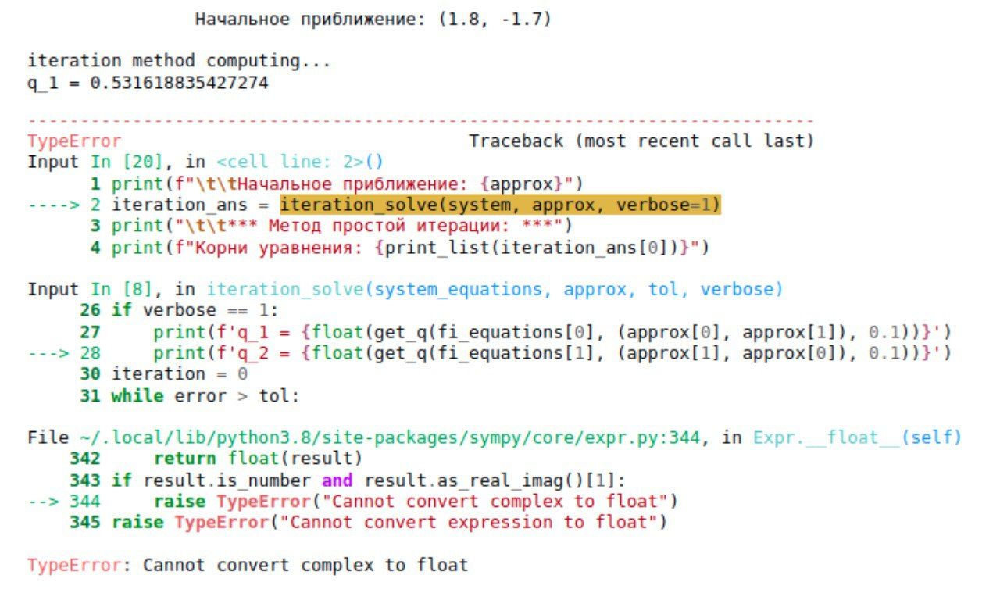 Начальное приближение: (1.8, -1.7)
iteration method computing...
q_1 = 0.531618835427274
---------------------------------------------------------------------------
TypeError                                 Traceback (most recent call last)
Input In [20], in <cell line: 2>()
      1 print(f"\t\tНачальное приближение: {approx}")
----> 2 iteration_ans = iteration_solve(system, approx, verbose=1)
      3 print("\t\t*** Метод простой итерации: ***")
      4 print(f"Корни уравнения: {print_list(iteration_ans[0])}")
Input In [8], in iteration_solve(system_equations, approx, tol, verbose)
     26 if verbose == 1:
     27     print(f'q_1 = {float(get_q(fi_equations[0], (approx[0], approx[1]), 0.1))}')
---> 28     print(f'q_2 = {float(get_q(fi_equations[1], (approx[1], approx[0]), 0.1))}')
     30 iteration = 0
     31 while error > tol:
File ~/.local/lib/python3.8/site-packages/sympy/core/expr.py:344, in Expr.__float__(self)
    342     return float(result)
    343 if result.is_number and result.as_real_imag()[1]:
--> 344     raise TypeError("Cannot convert complex to float")
    345 raise TypeError("Cannot convert expression to float")
TypeError: Cannot convert complex to float